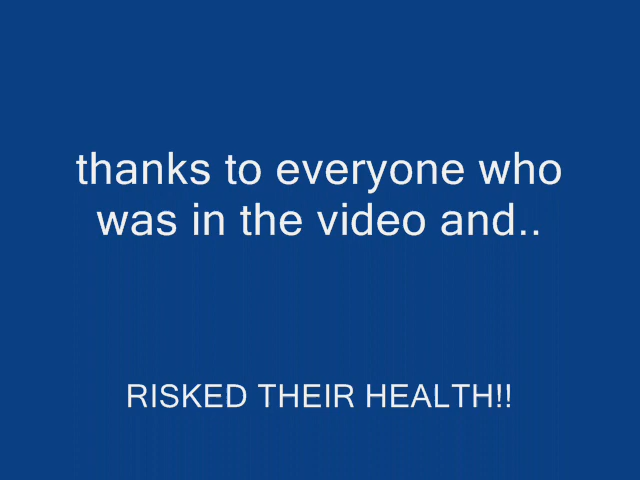 thanks to everyone who
was in the video and..
RISKED THEIR HEALTH!!